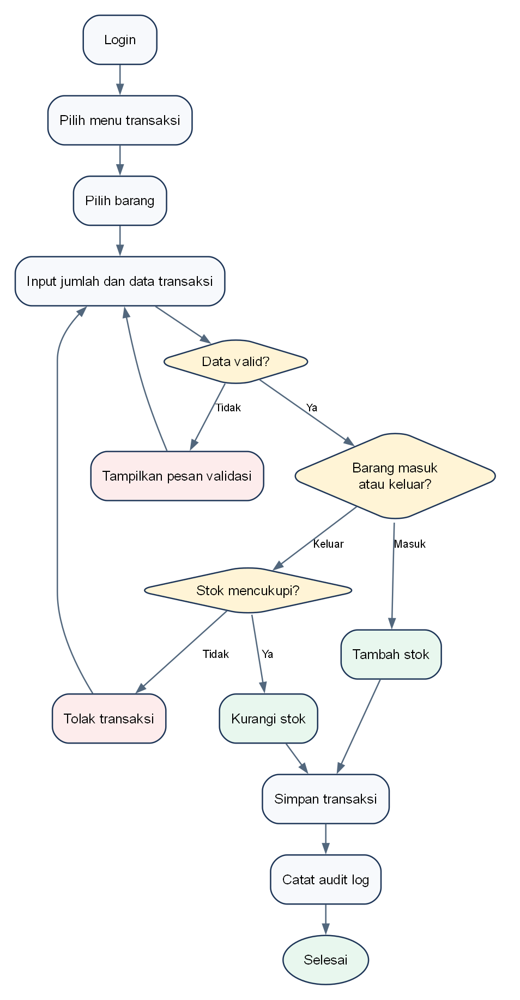 Login
Pilih menu transaksi
Pilih barang
Input jumlah dan data transaksi
Data valid?
Tidak
Ya
Tampilkan pesan validasi
Barang masuk
atau keluar?
Keluar
Masuk
Stok mencukupi?
Tidak
Ya
Tambah stok
Tolak transaksi
Kurangi stok
Simpan transaksi
Catat audit log
Selesai